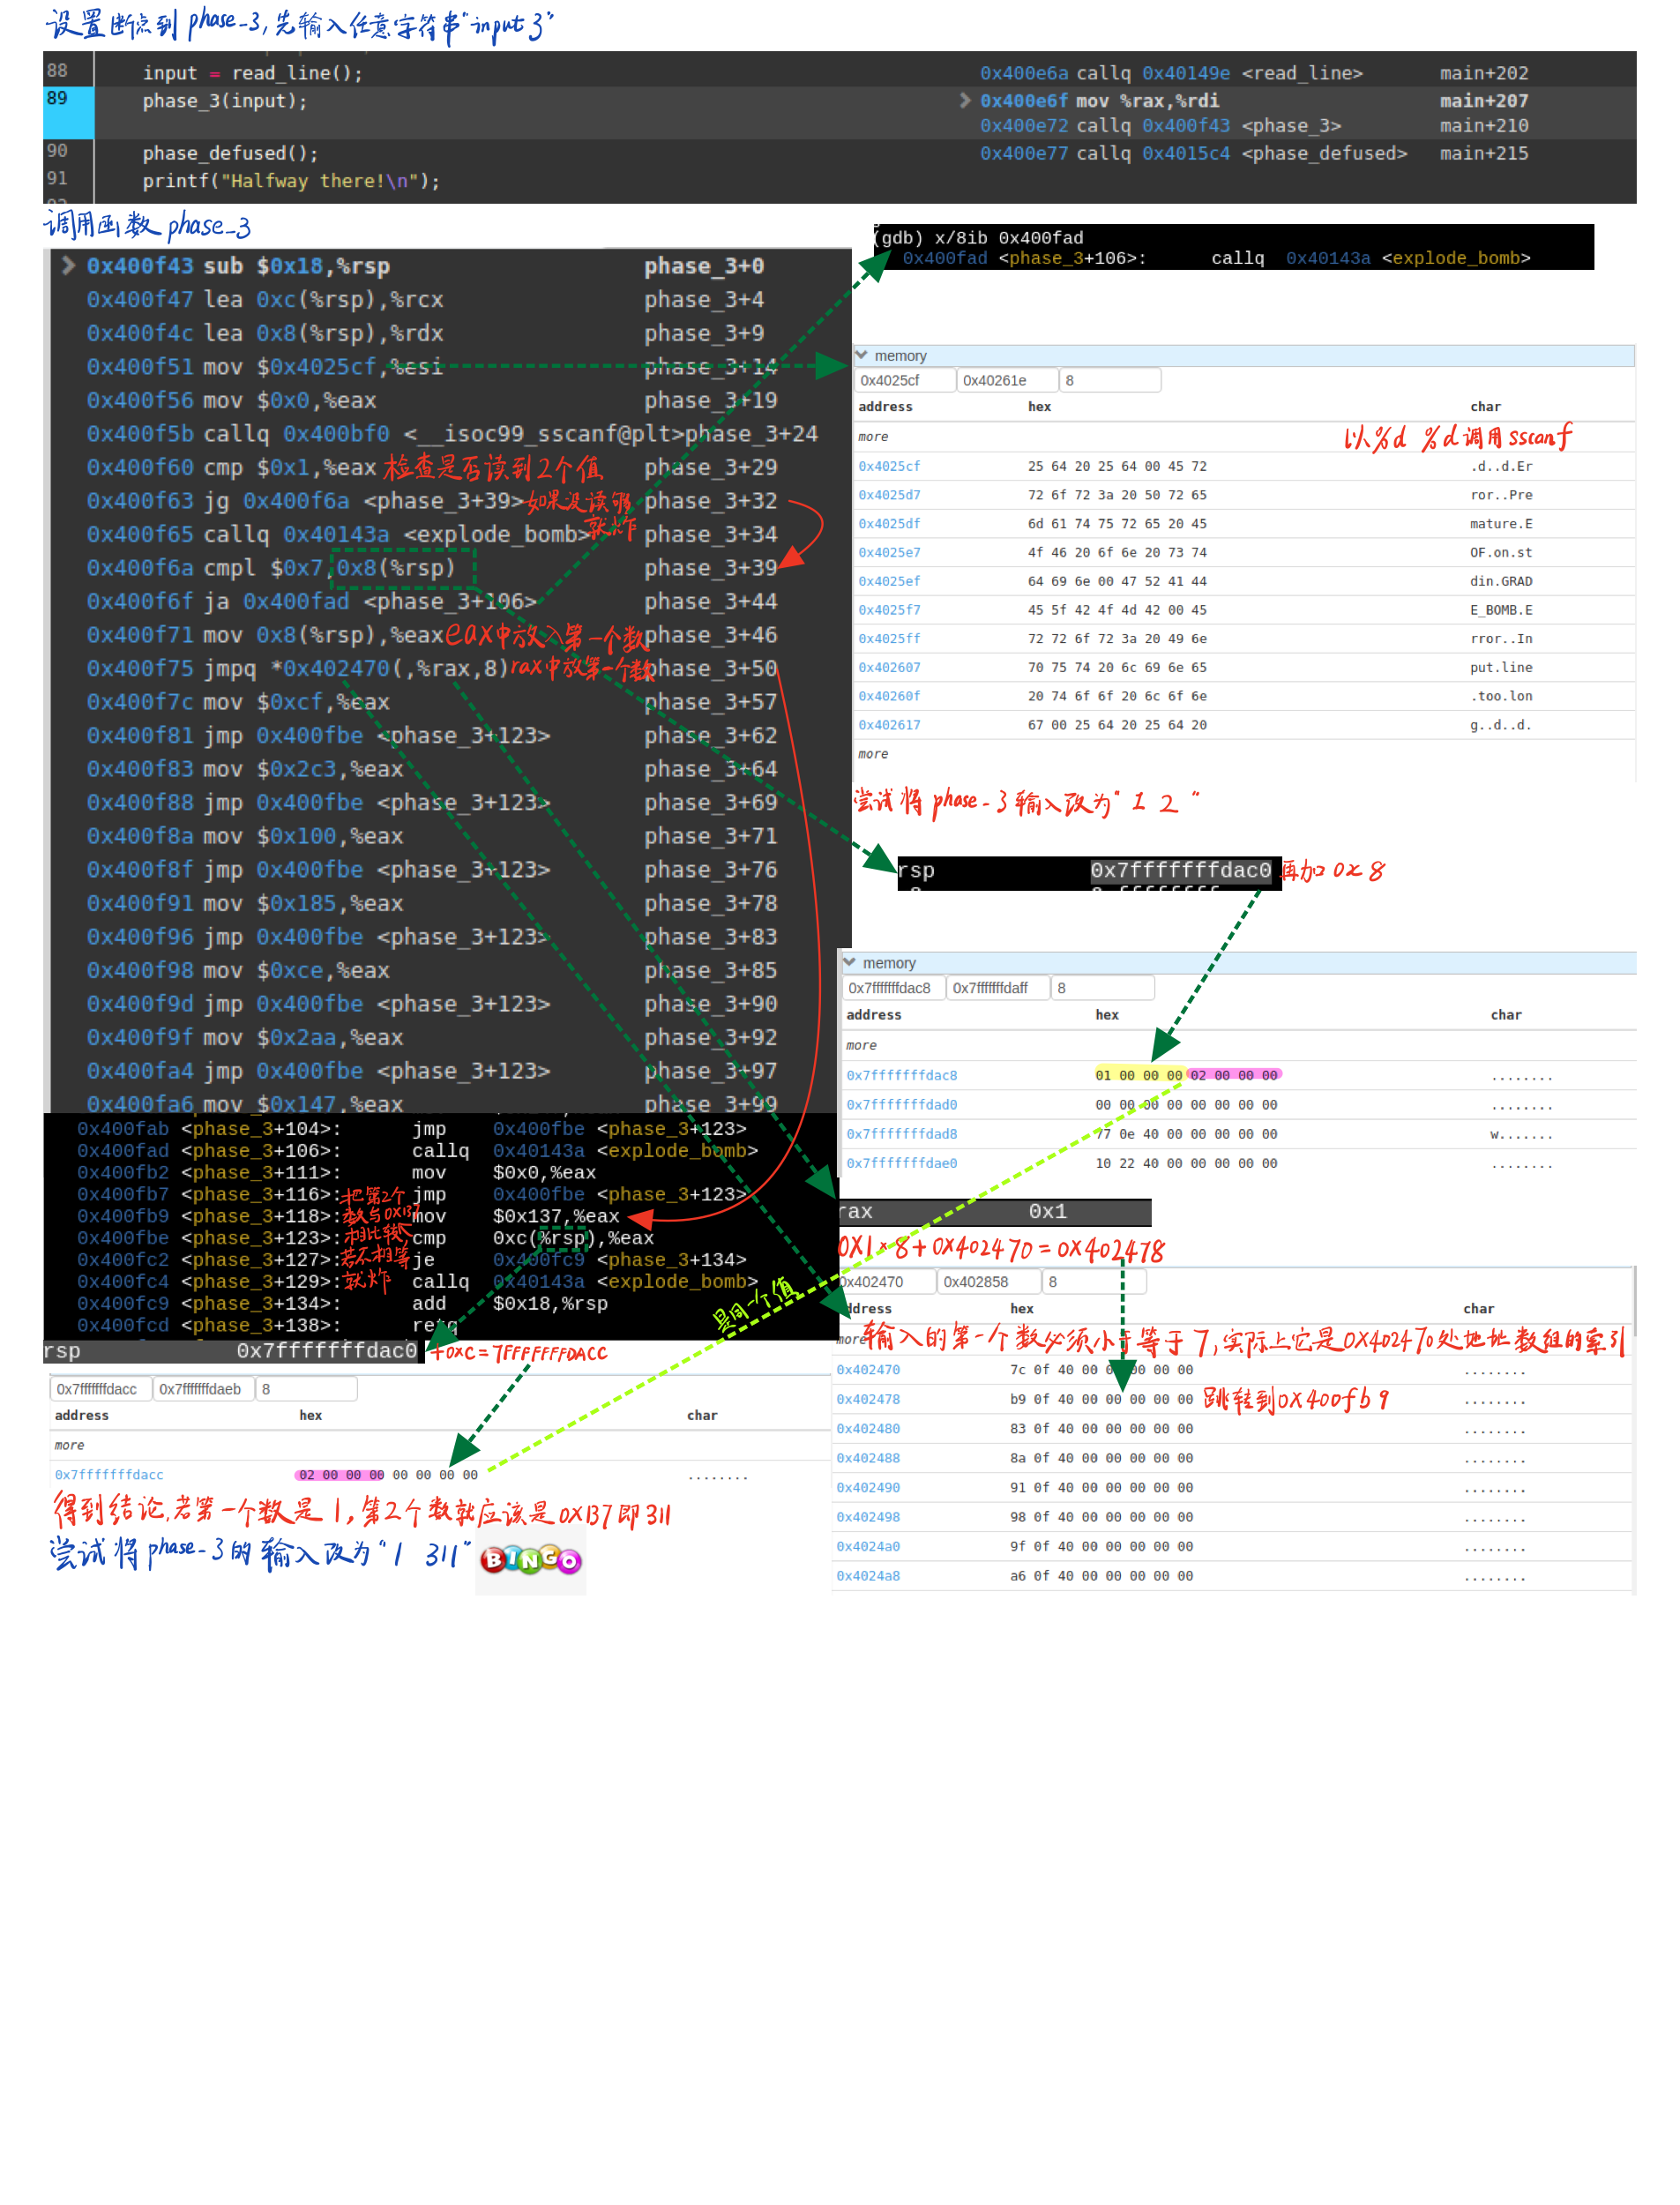 设置断点到 phase_3,先输入任意字符串"input3"
88 input = read_line(); 0x400e6a callq 0x40149e <read_line> main+202
89 phase_3(input); 0x400e6f mov %rax,%rdi main+207
0x400e72 callq 0x400f43 <phase_3> main+210
90 phase_defused(); 0x400e77 callq 0x4015c4 <phase_defused> main+215
91 printf("Halfway there!\n");
调用函数 phase_3
(gdb) x/8ib 0x400fad
0x400fad <phase_3+106>: callq 0x40143a <explode_bomb>
0x400f43 sub $0x18,%rsp phase_3+0
0x400f47 lea 0xc(%rsp),%rcx phase_3+4
0x400f4c lea 0x8(%rsp),%rdx phase_3+9
0x400f51 mov $0x4025cf,%esi phase_3+14
0x400f56 mov $0x0,%eax phase_3+19
0x400f5b callq 0x400bf0 <__isoc99_sscanf@plt>phase_3+24
0x400f60 cmp $0x1,%eax 检查是否读到2个值 phase_3+29
0x400f63 jg 0x400f6a <phase_3+39>如果没读够 phase_3+32
就炸
0x400f65 callq 0x40143a <explode_bomb> phase_3+34
0x400f6a cmpl $0x7,0x8(%rsp) phase_3+39
0x400f6f ja 0x400fad <phase_3+106> phase_3+44
0x400f71 mov 0x8(%rsp),%eax eax中放入第一个数 phase_3+46
0x400f75 jmpq *0x402470(,%rax,8) rax中放第一个数 phase_3+50
0x400f7c mov $0xcf,%eax phase_3+57
0x400f81 jmp 0x400fbe <phase_3+123> phase_3+62
0x400f83 mov $0x2c3,%eax phase_3+64
0x400f88 jmp 0x400fbe <phase_3+123> phase_3+69
0x400f8a mov $0x100,%eax phase_3+71
0x400f8f jmp 0x400fbe <phase_3+123> phase_3+76
0x400f91 mov $0x185,%eax phase_3+78
0x400f96 jmp 0x400fbe <phase_3+123> phase_3+83
0x400f98 mov $0xce,%eax phase_3+85
0x400f9d jmp 0x400fbe <phase_3+123> phase_3+90
0x400f9f mov $0x2aa,%eax phase_3+92
0x400fa4 jmp 0x400fbe <phase_3+123> phase_3+97
0x400fa6 mov $0x147,%eax phase_3+99
0x400fab <phase_3+104>: jmp 0x400fbe <phase_3+123>
0x400fad <phase_3+106>: callq 0x40143a <explode_bomb>
0x400fb2 <phase_3+111>: mov $0x0,%eax
0x400fb7 <phase_3+116>: jmp 0x400fbe <phase_3+123>
0x400fb9 <phase_3+118>: mov $0x137,%eax
0x400fbe <phase_3+123>: cmp 0xc(%rsp),%eax
0x400fc2 <phase_3+127>: je 0x400fc9 <phase_3+134>
0x400fc4 <phase_3+129>: callq 0x40143a <explode_bomb>
0x400fc9 <phase_3+134>: add $0x18,%rsp
0x400fcd <phase_3+138>: retq
把第2个
数与0X137
相比较
若不相等
就炸
memory
0x4025cf 0x40261e 8
address hex char
more
以%d %d调用sscanf
0x4025cf 25 64 20 25 64 00 45 72 .d..d.Er
0x4025d7 72 6f 72 3a 20 50 72 65 ror..Pre
0x4025df 6d 61 74 75 72 65 20 45 mature.E
0x4025e7 4f 46 20 6f 6e 20 73 74 OF.on.st
0x4025ef 64 69 6e 00 47 52 41 44 din.GRAD
0x4025f7 45 5f 42 4f 4d 42 00 45 E_BOMB.E
0x4025ff 72 72 6f 72 3a 20 49 6e rror..In
0x402607 70 75 74 20 6c 69 6e 65 put.line
0x40260f 20 74 6f 6f 20 6c 6f 6e .too.lon
0x402617 67 00 25 64 20 25 64 20 g..d..d.
more
尝试将phase_3输入改为"1 2"
rsp 0x7fffffffdac0 再加上0x8
memory
0x7fffffffdac8 0x7fffffffdaff 8
address hex char
more
0x7fffffffdac8 01 00 00 00 02 00 00 00 ........
0x7fffffffdad0 00 00 00 00 00 00 00 00 ........
0x7fffffffdad8 77 0e 40 00 00 00 00 00 w.......
0x7fffffffdae0 10 22 40 00 00 00 00 00 ........
rax 0x1
0X1*8+0X402470=0X402478
0x402470 0x402858 8
address hex char
more
输入的第一个数必须小于等于7,实际上它是0X402470处地址数组的索引
0x402470 7c 0f 40 00 00 00 00 00 ........
0x402478 b9 0f 40 00 00 00 00 00 跳转到0X400fb9 ........
0x402480 83 0f 40 00 00 00 00 00 ........
0x402488 8a 0f 40 00 00 00 00 00 ........
0x402490 91 0f 40 00 00 00 00 00 ........
0x402498 98 0f 40 00 00 00 00 00 ........
0x4024a0 9f 0f 40 00 00 00 00 00 ........
0x4024a8 a6 0f 40 00 00 00 00 00 ........
是同一个值
rsp 0x7fffffffdac0 +0XC=7FFFFFFFDACC
0x7fffffffdacc 0x7fffffffdaeb 8
address hex char
more
0x7fffffffdacc 02 00 00 00 00 00 00 00 ........
得到结论,若第一个数是1,第2个数就应该是0X137即311
尝试将phase_3的输入改为"1 311" BINGO